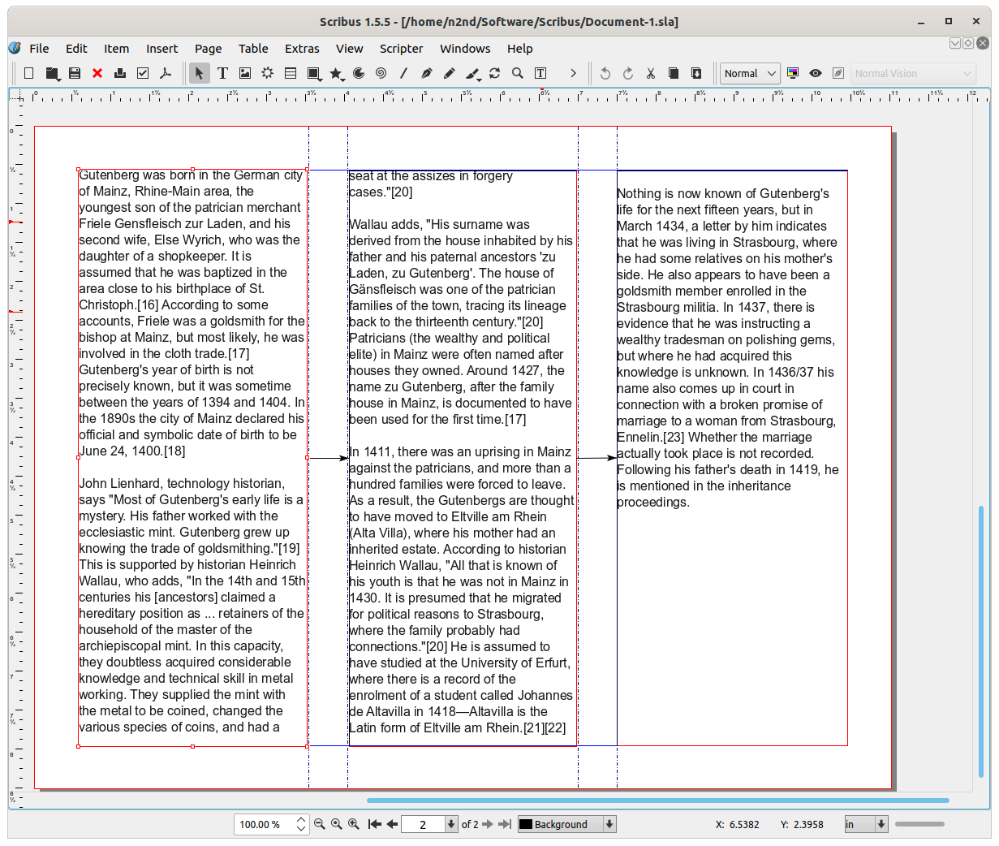 Scribus 1.5.5 - [/home/n2nd/Software/Scribus/Document-1.sla]
File Edit Item Insert Page Table Extras View Scripter Windows Help
Normal Normal Vision
Gutenberg was born in the German city
of Mainz, Rhine-Main area, the
youngest son of the patrician merchant
Friele Gensfleisch zur Laden, and his
second wife, Else Wyrich, who was the
daughter of a shopkeeper. It is
assumed that he was baptized in the
area close to his birthplace of St.
Christoph.[16] According to some
accounts, Friele was a goldsmith for the
bishop at Mainz, but most likely, he was
involved in the cloth trade.[17]
Gutenberg's year of birth is not
precisely known, but it was sometime
between the years of 1394 and 1404. In
the 1890s the city of Mainz declared his
official and symbolic date of birth to be
June 24, 1400.[18]
John Lienhard, technology historian,
says "Most of Gutenberg's early life is a
mystery. His father worked with the
ecclesiastic mint. Gutenberg grew up
knowing the trade of goldsmithing."[19]
This is supported by historian Heinrich
Wallau, who adds, "In the 14th and 15th
centuries his [ancestors] claimed a
hereditary position as ... retainers of the
household of the master of the
archiepiscopal mint. In this capacity,
they doubtless acquired considerable
knowledge and technical skill in metal
working. They supplied the mint with
the metal to be coined, changed the
various species of coins, and had a
seat at the assizes in forgery
cases."[20]
Wallau adds, "His surname was
derived from the house inhabited by his
father and his paternal ancestors 'zu
Laden, zu Gutenberg'. The house of
Gänsfleisch was one of the patrician
families of the town, tracing its lineage
back to the thirteenth century."[20]
Patricians (the wealthy and political
elite) in Mainz were often named after
houses they owned. Around 1427, the
name zu Gutenberg, after the family
house in Mainz, is documented to have
been used for the first time.[17]
In 1411, there was an uprising in Mainz
against the patricians, and more than a
hundred families were forced to leave.
As a result, the Gutenbergs are thought
to have moved to Eltville am Rhein
(Alta Villa), where his mother had an
inherited estate. According to historian
Heinrich Wallau, "All that is known of
his youth is that he was not in Mainz in
1430. It is presumed that he migrated
for political reasons to Strasbourg,
where the family probably had
connections."[20] He is assumed to
have studied at the University of Erfurt,
where there is a record of the
enrolment of a student called Johannes
de Altavilla in 1418—Altavilla is the
Latin form of Eltville am Rhein.[21][22]
Nothing is now known of Gutenberg's
life for the next fifteen years, but in
March 1434, a letter by him indicates
that he was living in Strasbourg, where
he had some relatives on his mother's
side. He also appears to have been a
goldsmith member enrolled in the
Strasbourg militia. In 1437, there is
evidence that he was instructing a
wealthy tradesman on polishing gems,
but where he had acquired this
knowledge is unknown. In 1436/37 his
name also comes up in court in
connection with a broken promise of
marriage to a woman from Strasbourg,
Ennelin.[23] Whether the marriage
actually took place is not recorded.
Following his father's death in 1419, he
is mentioned in the inheritance
proceedings.
100.00 % 2 of 2 Background X: 6.5382 Y: 2.3958 in